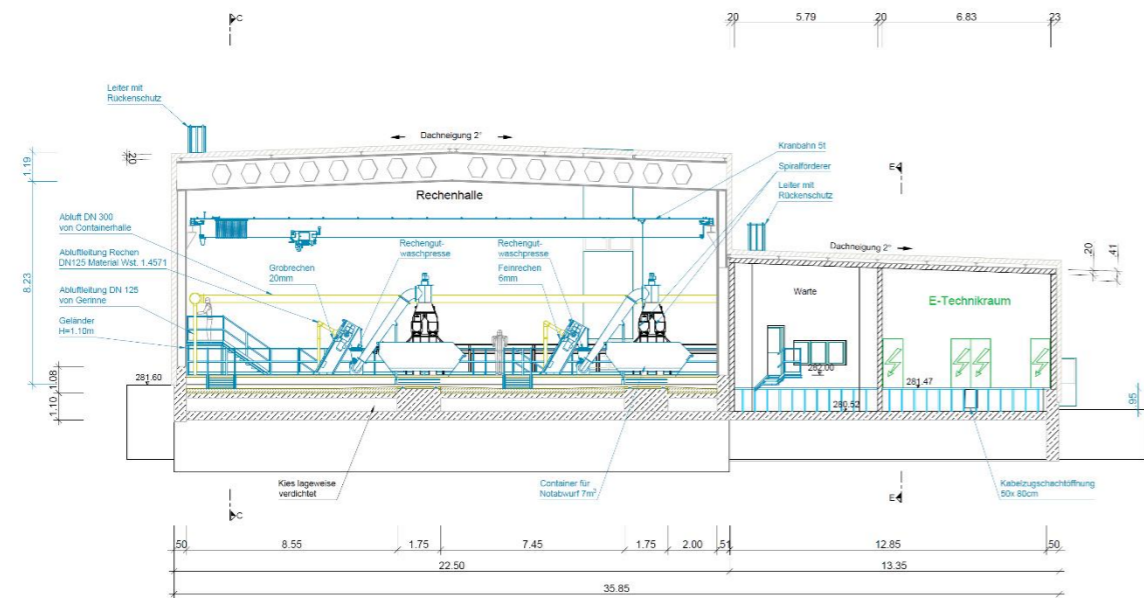 C
20
5.79
20
6.83
23
Leiter mit
Rückenschutz
Dachneigung 2°
Kranbahn 5t
Spiralförderer
Leiter mit
Rückenschutz
E
1.19
20
Rechenhalle
Abluft DN 300
von Containerhalle
Abluftleitung Rechen
DN125 Material Wst. 1.4571
Abluftleitung DN 125
von Gerinne
Geländer
H=1.10m
Grobrechen
20mm
Rechengut-
waschpresse
Rechengut-
waschpresse
Feinrechen
6mm
Dachneigung 2°
.20
.41
Warte
E-Technikraum
8.23
281.60
1.08
1.10
282.00
281.47
280.52
.95
Kies lageweise
verdichtet
Container für
Notabwurf 7m³
Kabelzugschachtöffnung
50x 80cm
C
E
.50
8.55
1.75
7.45
1.75
2.00
.51
12.85
.50
22.50
13.35
35.85